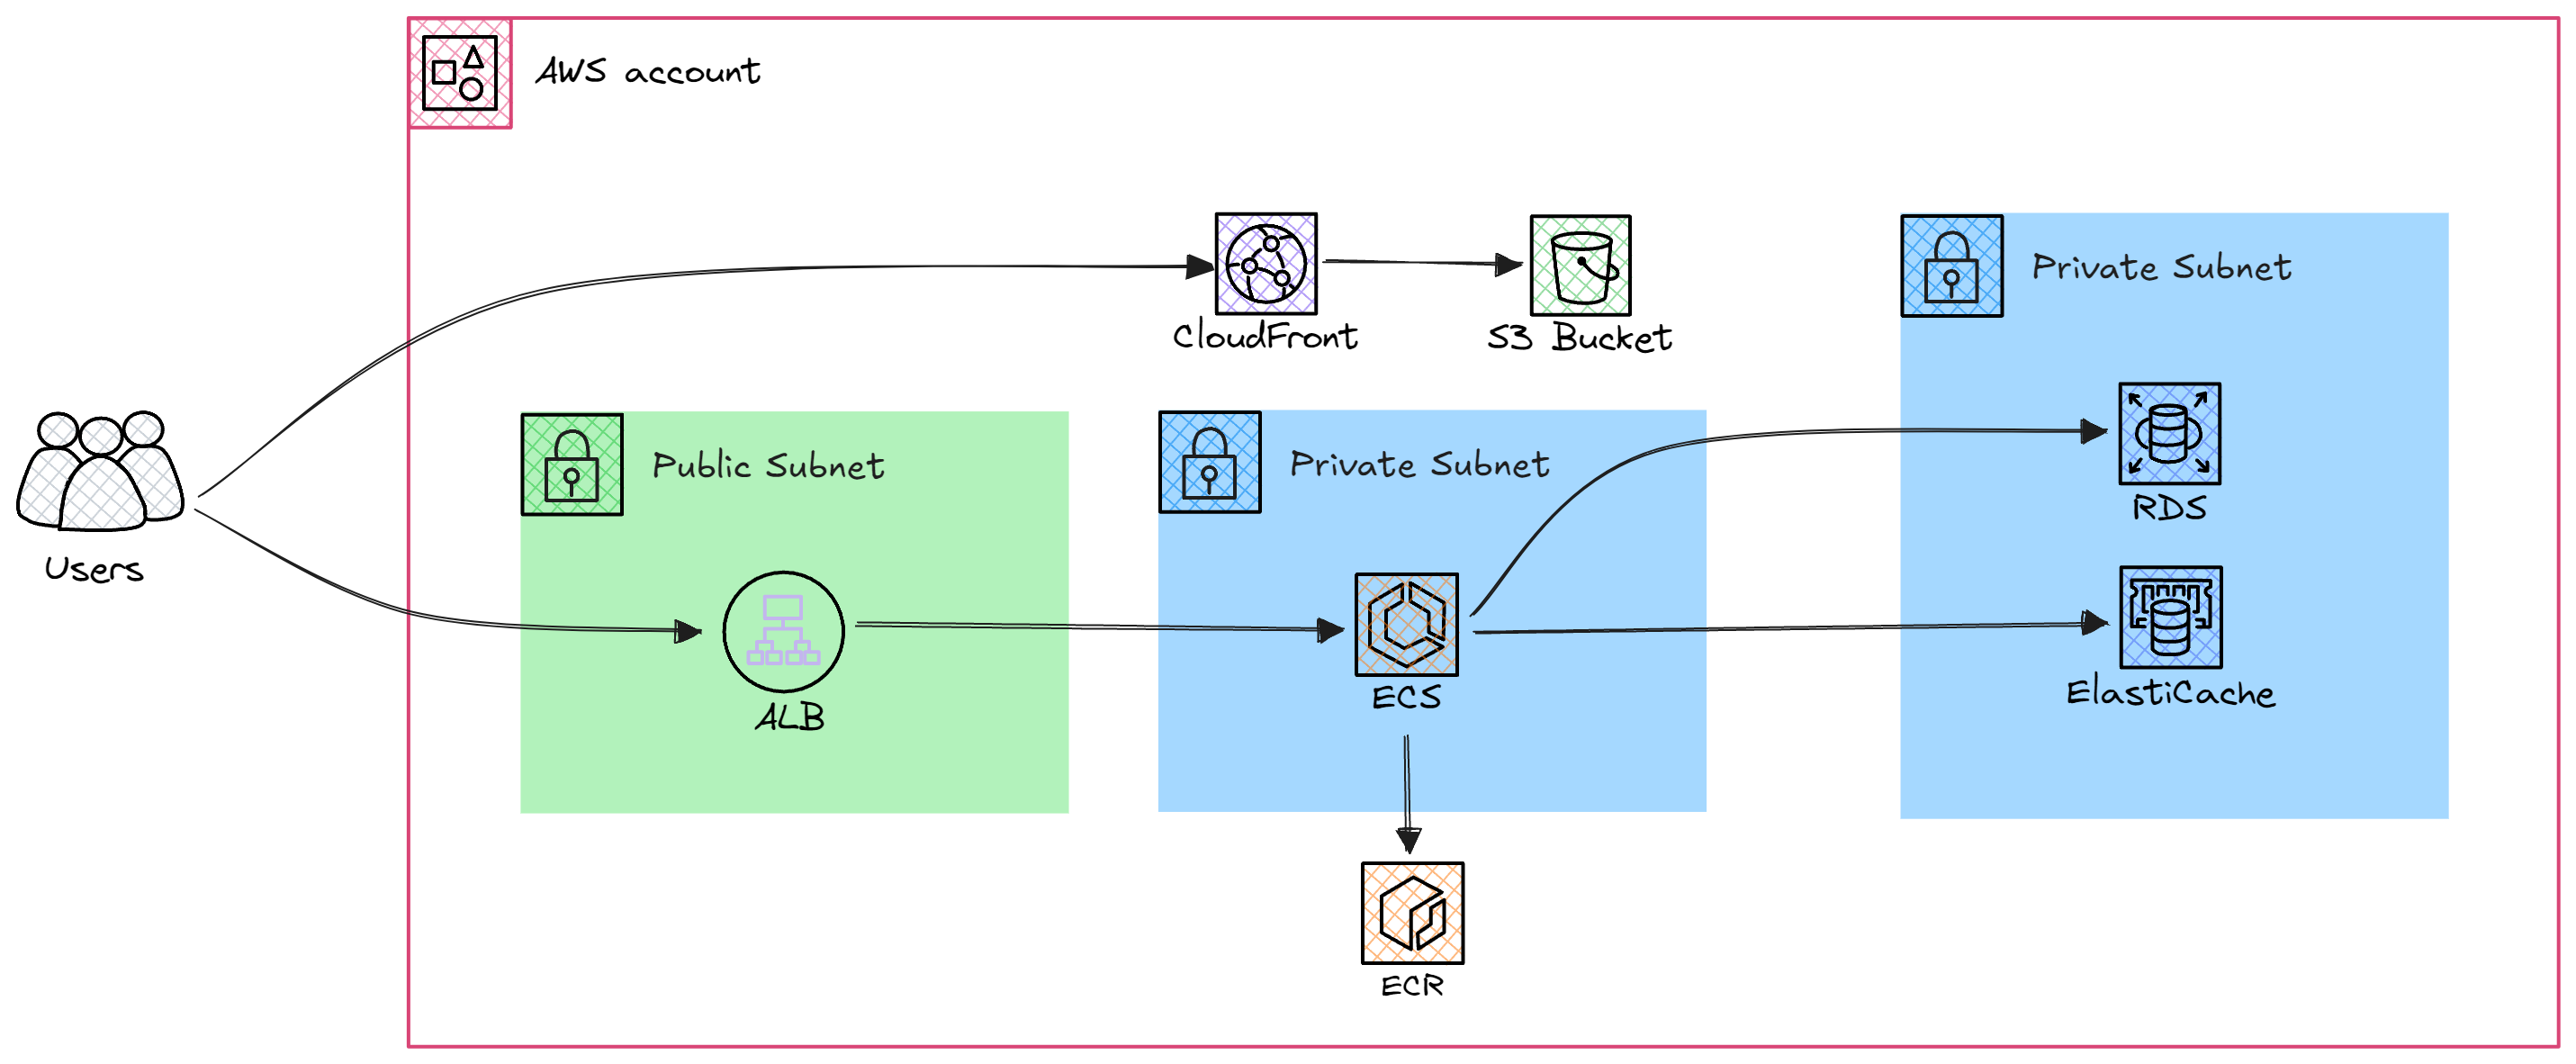 AWS account
CloudFront
S3 Bucket
Private Subnet
Users
Public Subnet
Private Subnet
RDS
ALB
ECS
ElastiCache
ECR